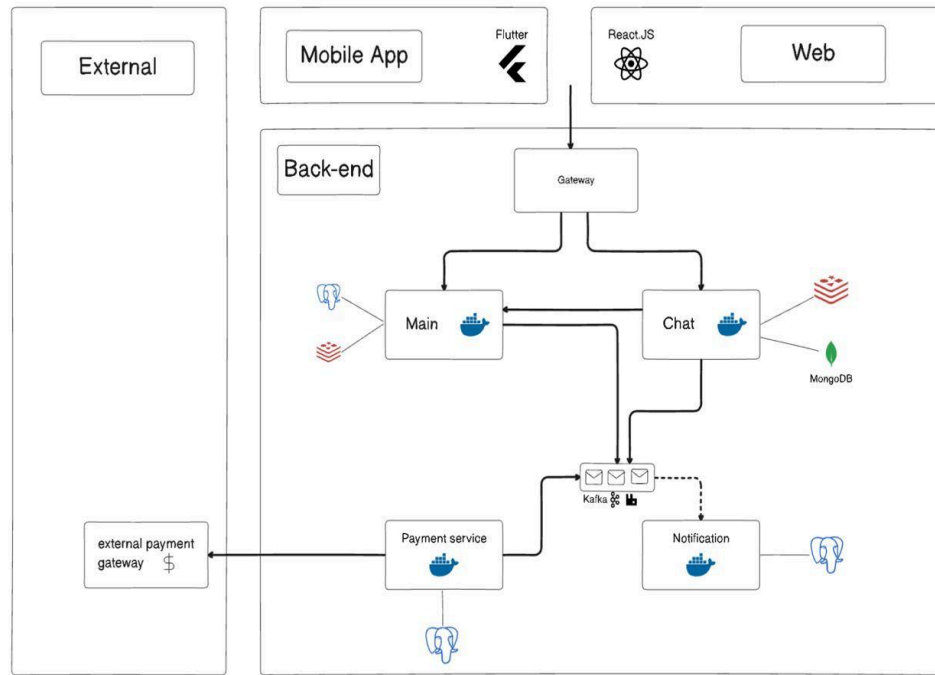 External
Mobile App
Flutter
React.JS
Web
Back-end
Gateway
Main
Chat
MongoDB
Kafka
external payment
gateway $
Payment service
Notification